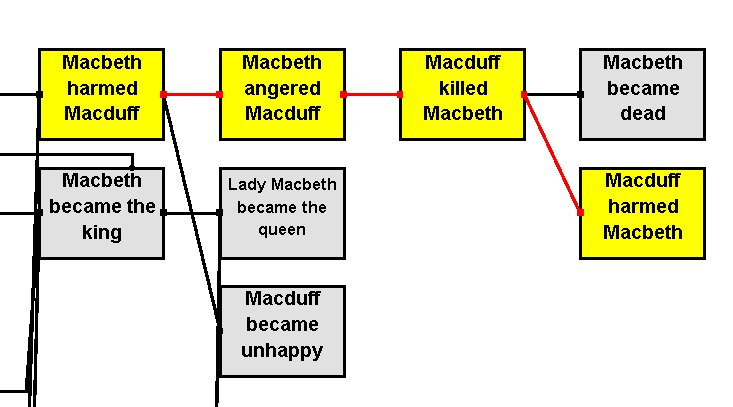 Macbeth
harmed
Macduff
Macbeth
angered
Macduff
Macduff
killed
Macbeth
Macbeth
became
dead
Macbeth
became the
king
Lady Macbeth
became the
queen
Macduff
harmed
Macbeth
Macduff
became
unhappy